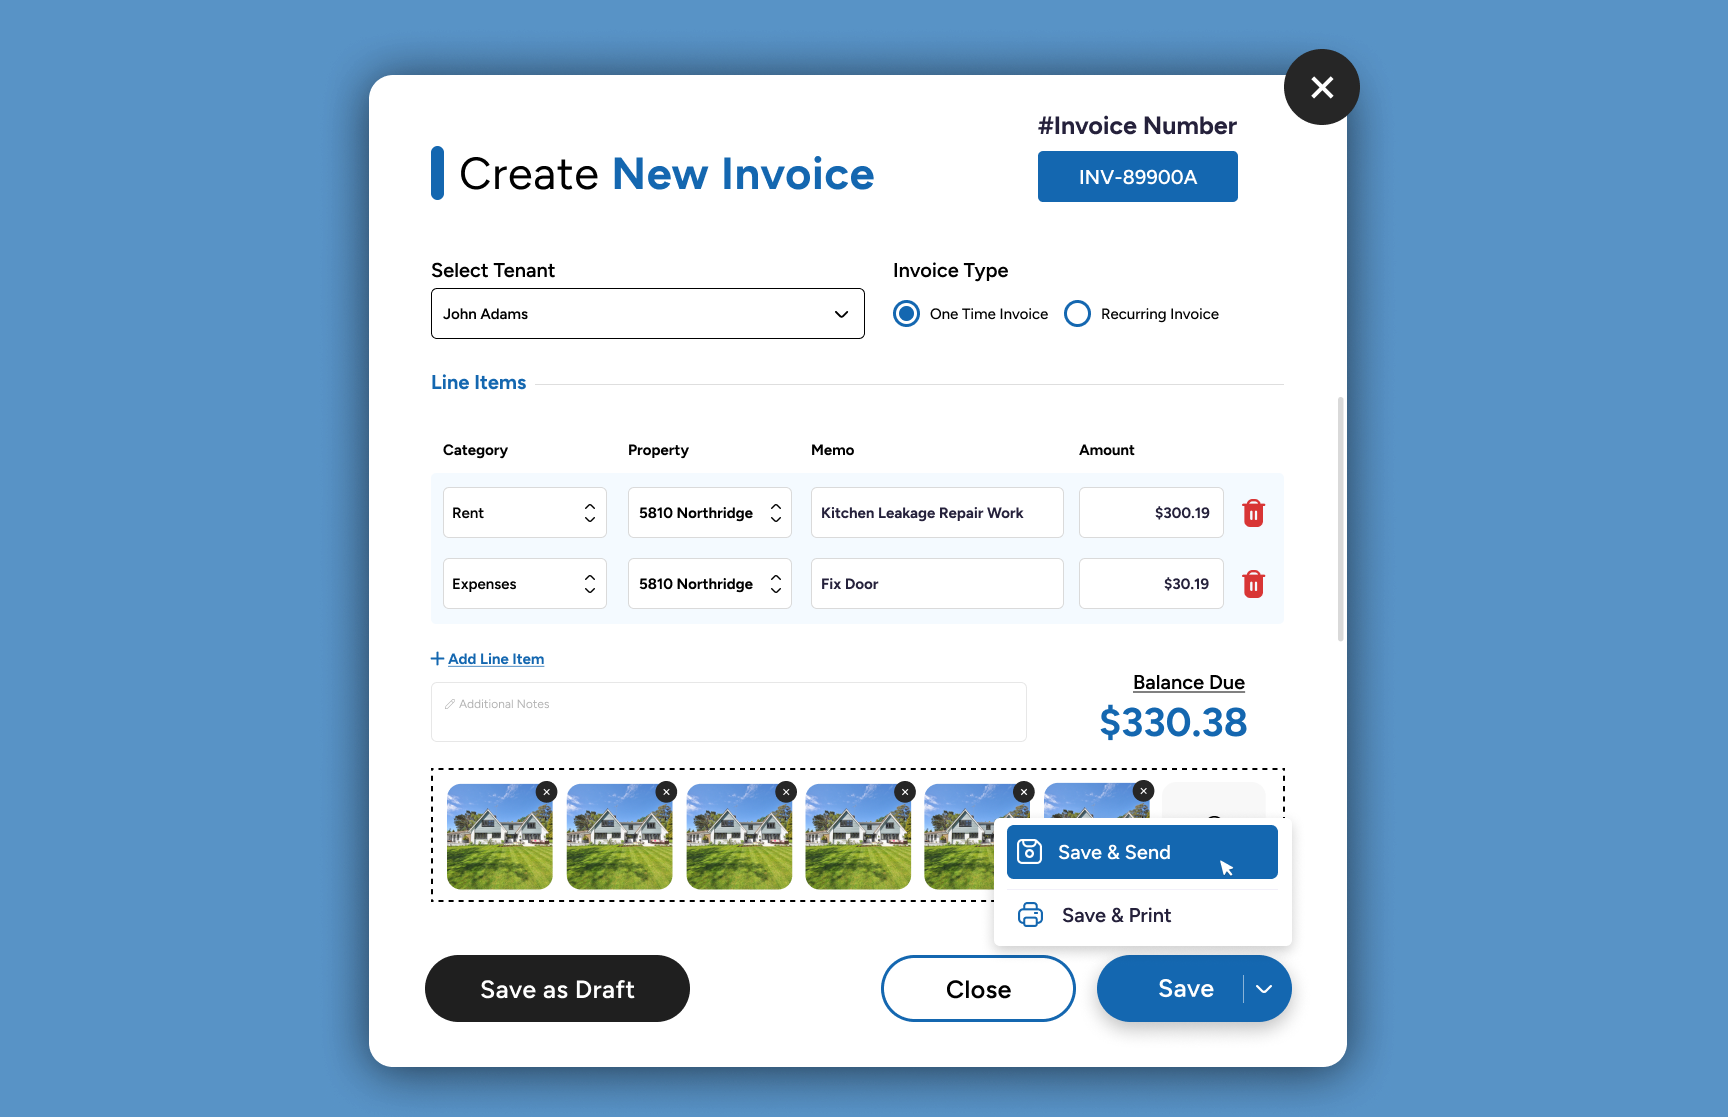 #Invoice Number
Create New Invoice
INV-89900A
Select Tenant
Invoice Type
John Adams
One Time Invoice
Recurring Invoice
Line Items
Category
Property
Memo
Amount
Rent
5810 Northridge
Kitchen Leakage Repair Work
$300.19
Expenses
5810 Northridge
Fix Door
$30.19
Add Line Item
Additional Notes
Balance Due
$330.38
Save & Send
Save & Print
Save as Draft
Close
Save